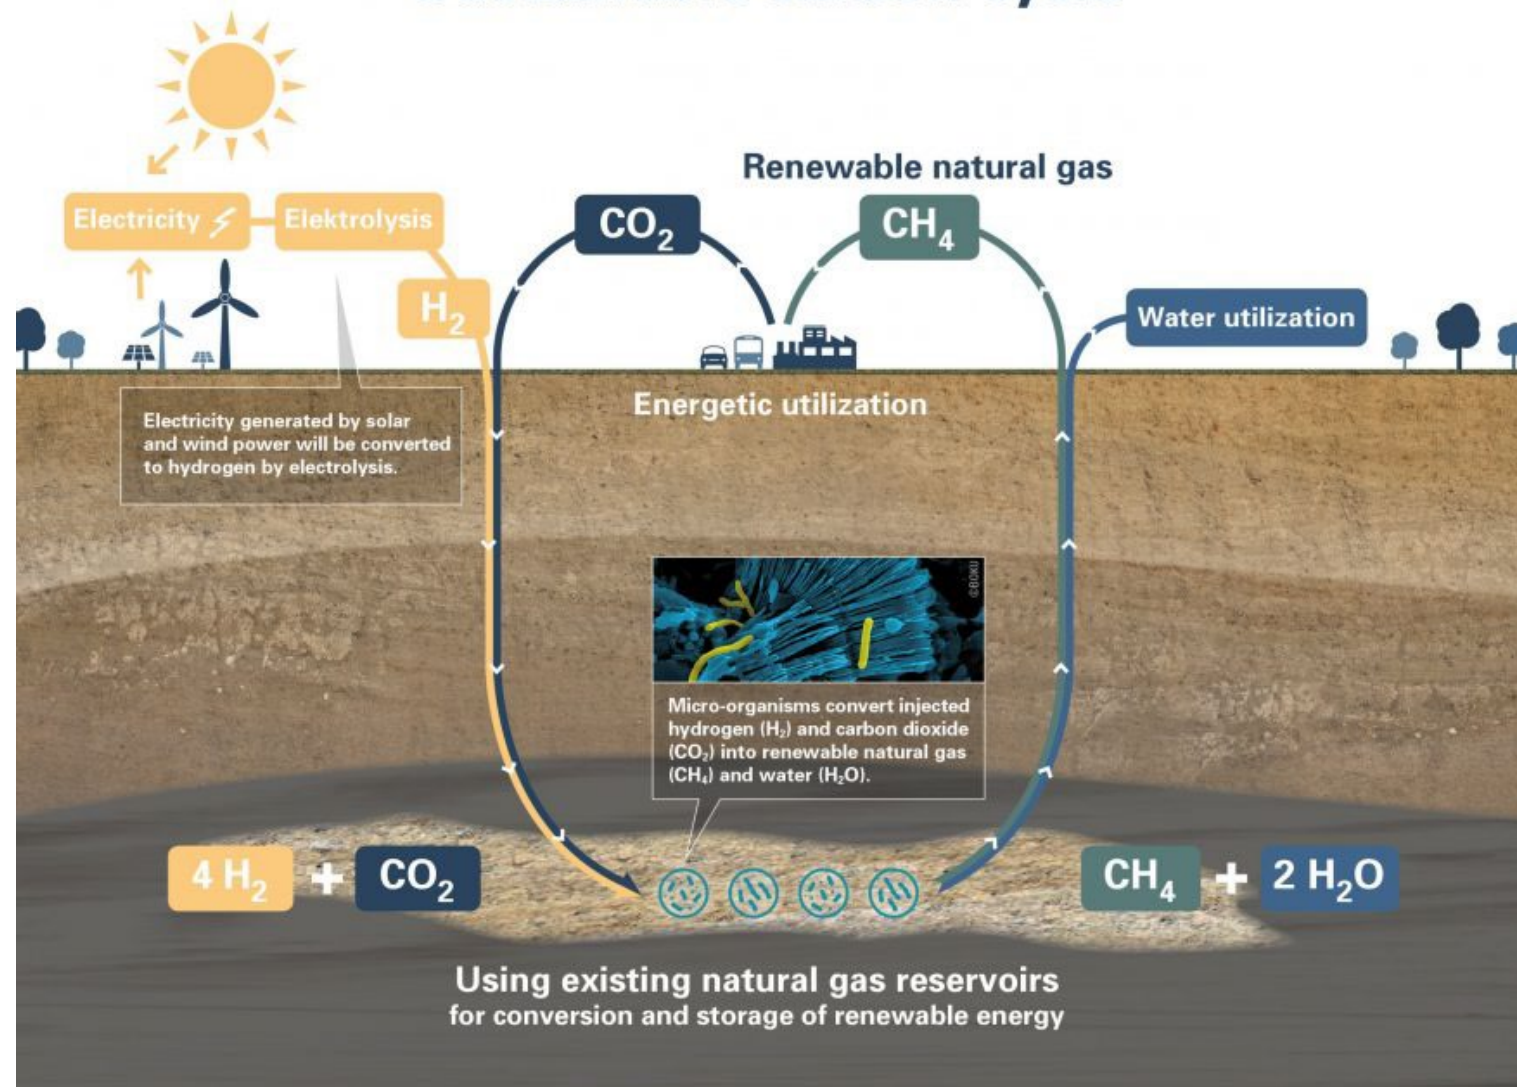 Renewable natural gas
Electricity
Elektrolysis
CO2
CH4
H2
Water utilization
Energetic utilization
Electricity generated by solar
and wind power will be converted
to hydrogen by electrolysis.
©BOKU
Micro-organisms convert injected
hydrogen (H2) and carbon dioxide
(CO2) into renewable natural gas
(CH4) and water (H2O).
4 H2 + CO2
CH4 + 2 H2O
Using existing natural gas reservoirs
for conversion and storage of renewable energy